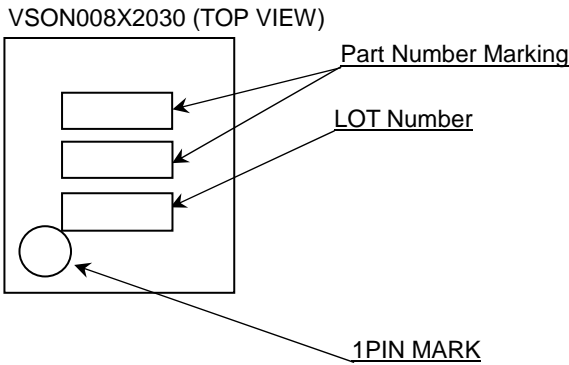 VSON008X2030 (TOP VIEW)
Part Number Marking
LOT Number
1PIN MARK